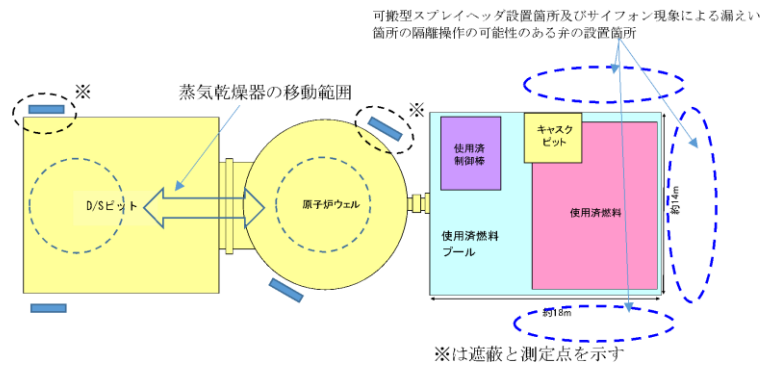 可搬型スプレイヘッダ設置箇所及びサイフォン現象による漏えい
箇所の隔離操作の可能性のある弁の設置箇所
※
蒸気乾燥器の移動範囲
※
使用済
制御棒
キャスク
ピット
D/Sピット
原子炉ウェル
使用済燃料
使用済燃料
プール
約14m
約18m
※は遮蔽と測定点を示す